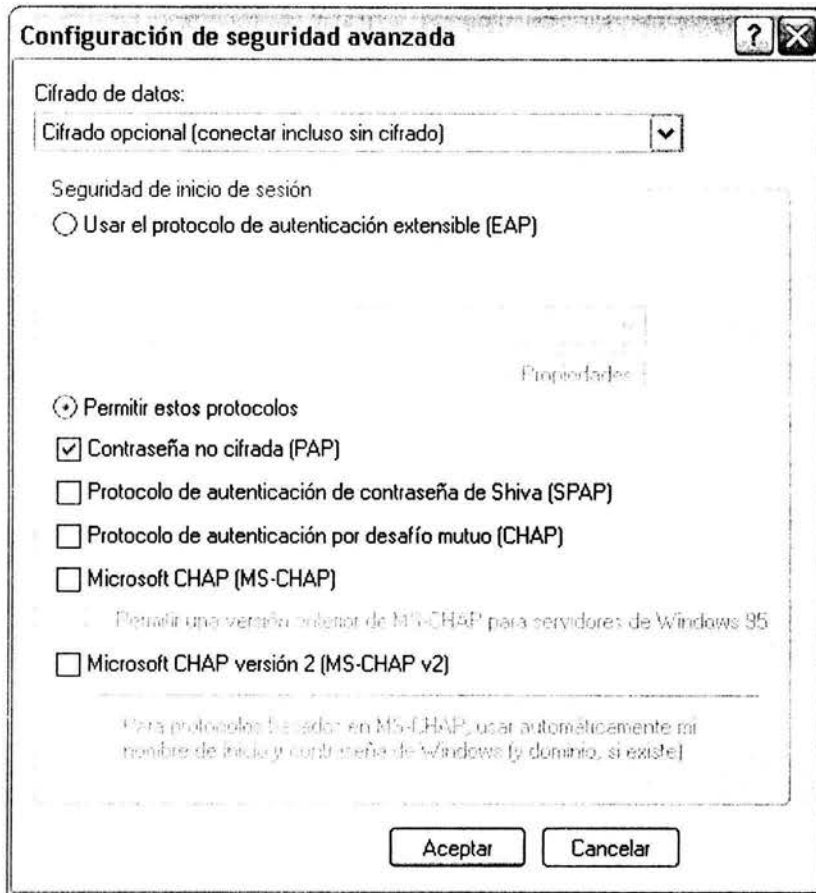 Configuración de seguridad avanzada
Cifrado de datos:
Cifrado opcional (conectar incluso sin cifrado)
Seguridad de inicio de sesión
Usar el protocolo de autenticación extensible (EAP)
Propiedades
Permitir estos protocolos
Contraseña no cifrada (PAP)
Protocolo de autenticación de contraseña de Shiva (SPAP)
Protocolo de autenticación por desafío mutuo (CHAP)
Microsoft CHAP (MS-CHAP)
Permitir una versión anterior de MS-CHAP para servidores de Windows 95
Microsoft CHAP versión 2 (MS-CHAP v2)
Para protocolos basados en MS-CHAP, usar automáticamente mi
nombre de inicio y contraseña de Windows (y dominio, si existe)
Aceptar Cancelar